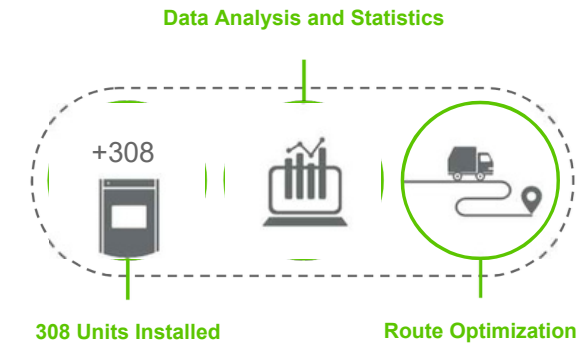 Data Analysis and Statistics
+308
308 Units Installed
Route Optimization